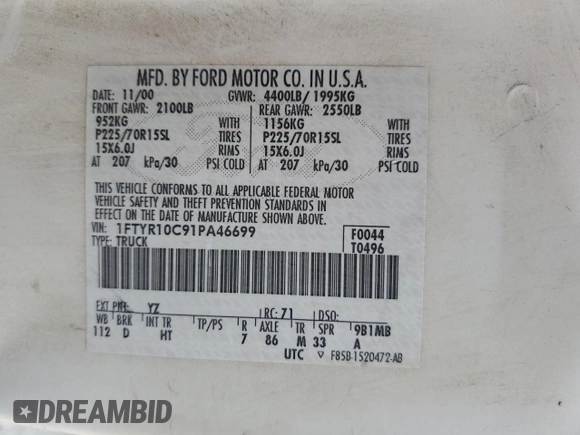 MFD. BY FORD MOTOR CO. IN U.S.A.
DATE: 11/00 GVWR: 4400LB/ 1995KG
FRONT GAWR: 2100LB REAR GAWR: 2550LB
952KG WITH 1156KG WITH
P225/70R15SL TIRES P225/70R15SL TIRES
15X6.0J RIMS 15X6.0J RIMS
AT 207 kPa/30 PSI COLD AT 207 kPa/30 PSI COLD
THIS VEHICLE CONFORMS TO ALL APPLICABLE FEDERAL MOTOR
VEHICLE SAFETY AND THEFT PREVENTION STANDARDS IN
EFFECT ON THE DATE OF MANUFACTURE SHOWN ABOVE.
VIN: 1FTYR10C91PA46699 F0044
TYPE: TRUCK T0496
EXT PNT: YZ RC: 71 DSO:
WB BRK INT TR TP/PS R AXLE TR SPR 9B1MB
112 D HT 7 86 M 33 A
UTC ▽ F85B-1520472-AB
DREAMBID